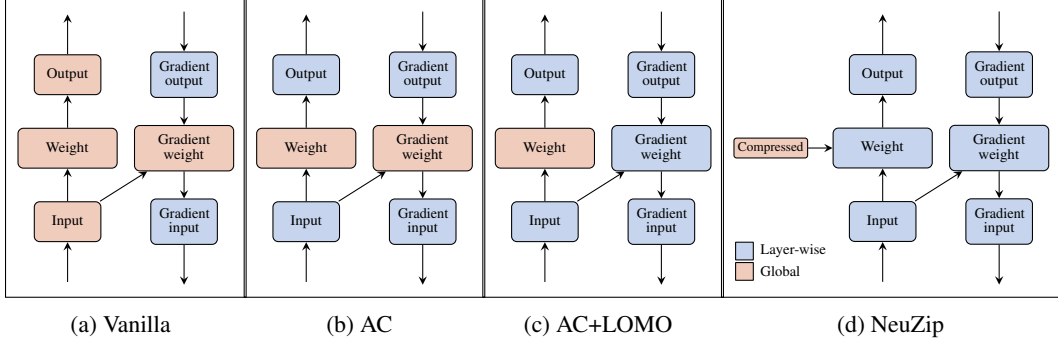 Output
Gradient
output
Weight
Gradient
weight
Input
Gradient
input
(a) Vanilla
Output
Gradient
output
Weight
Gradient
weight
Input
Gradient
input
(b) AC
Output
Gradient
output
Weight
Gradient
weight
Input
Gradient
input
(c) AC+LOMO
Output
Gradient
output
Compressed
Weight
Gradient
weight
Input
Gradient
input
Layer-wise
Global
(d) NeuZip